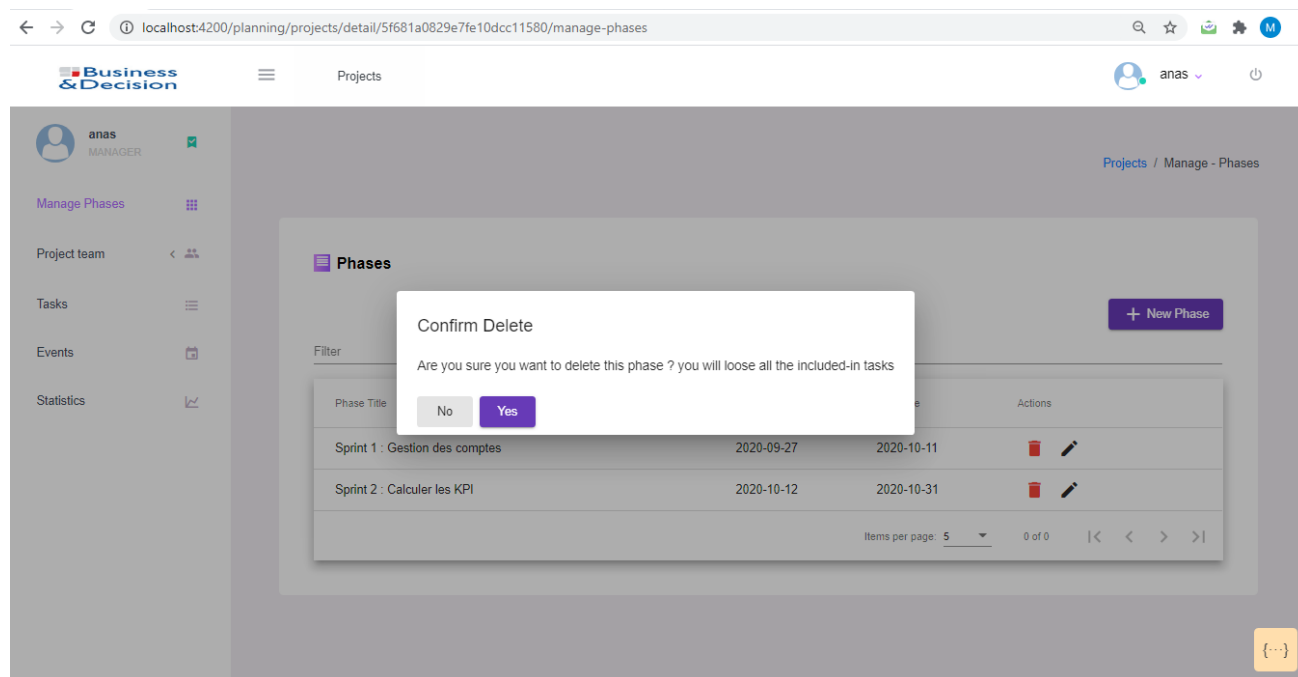 localhost:4200/planning/projects/detail/5f681a0829e7fe10dcc11580/manage-phases
M
Business
&Decision
Projects
anas
anas
MANAGER
Projects / Manage - Phases
Manage Phases
Project team
Tasks
Events
Statistics
Phases
+ New Phase
Filter
Confirm Delete
Are you sure you want to delete this phase ? you will loose all the included-in tasks
No
Yes
Phase Title
e
Actions
Sprint 1 : Gestion des comptes 2020-09-27 2020-10-11
Sprint 2 : Calculer les KPI 2020-10-12 2020-10-31
Items per page: 5 0 of 0
{···}